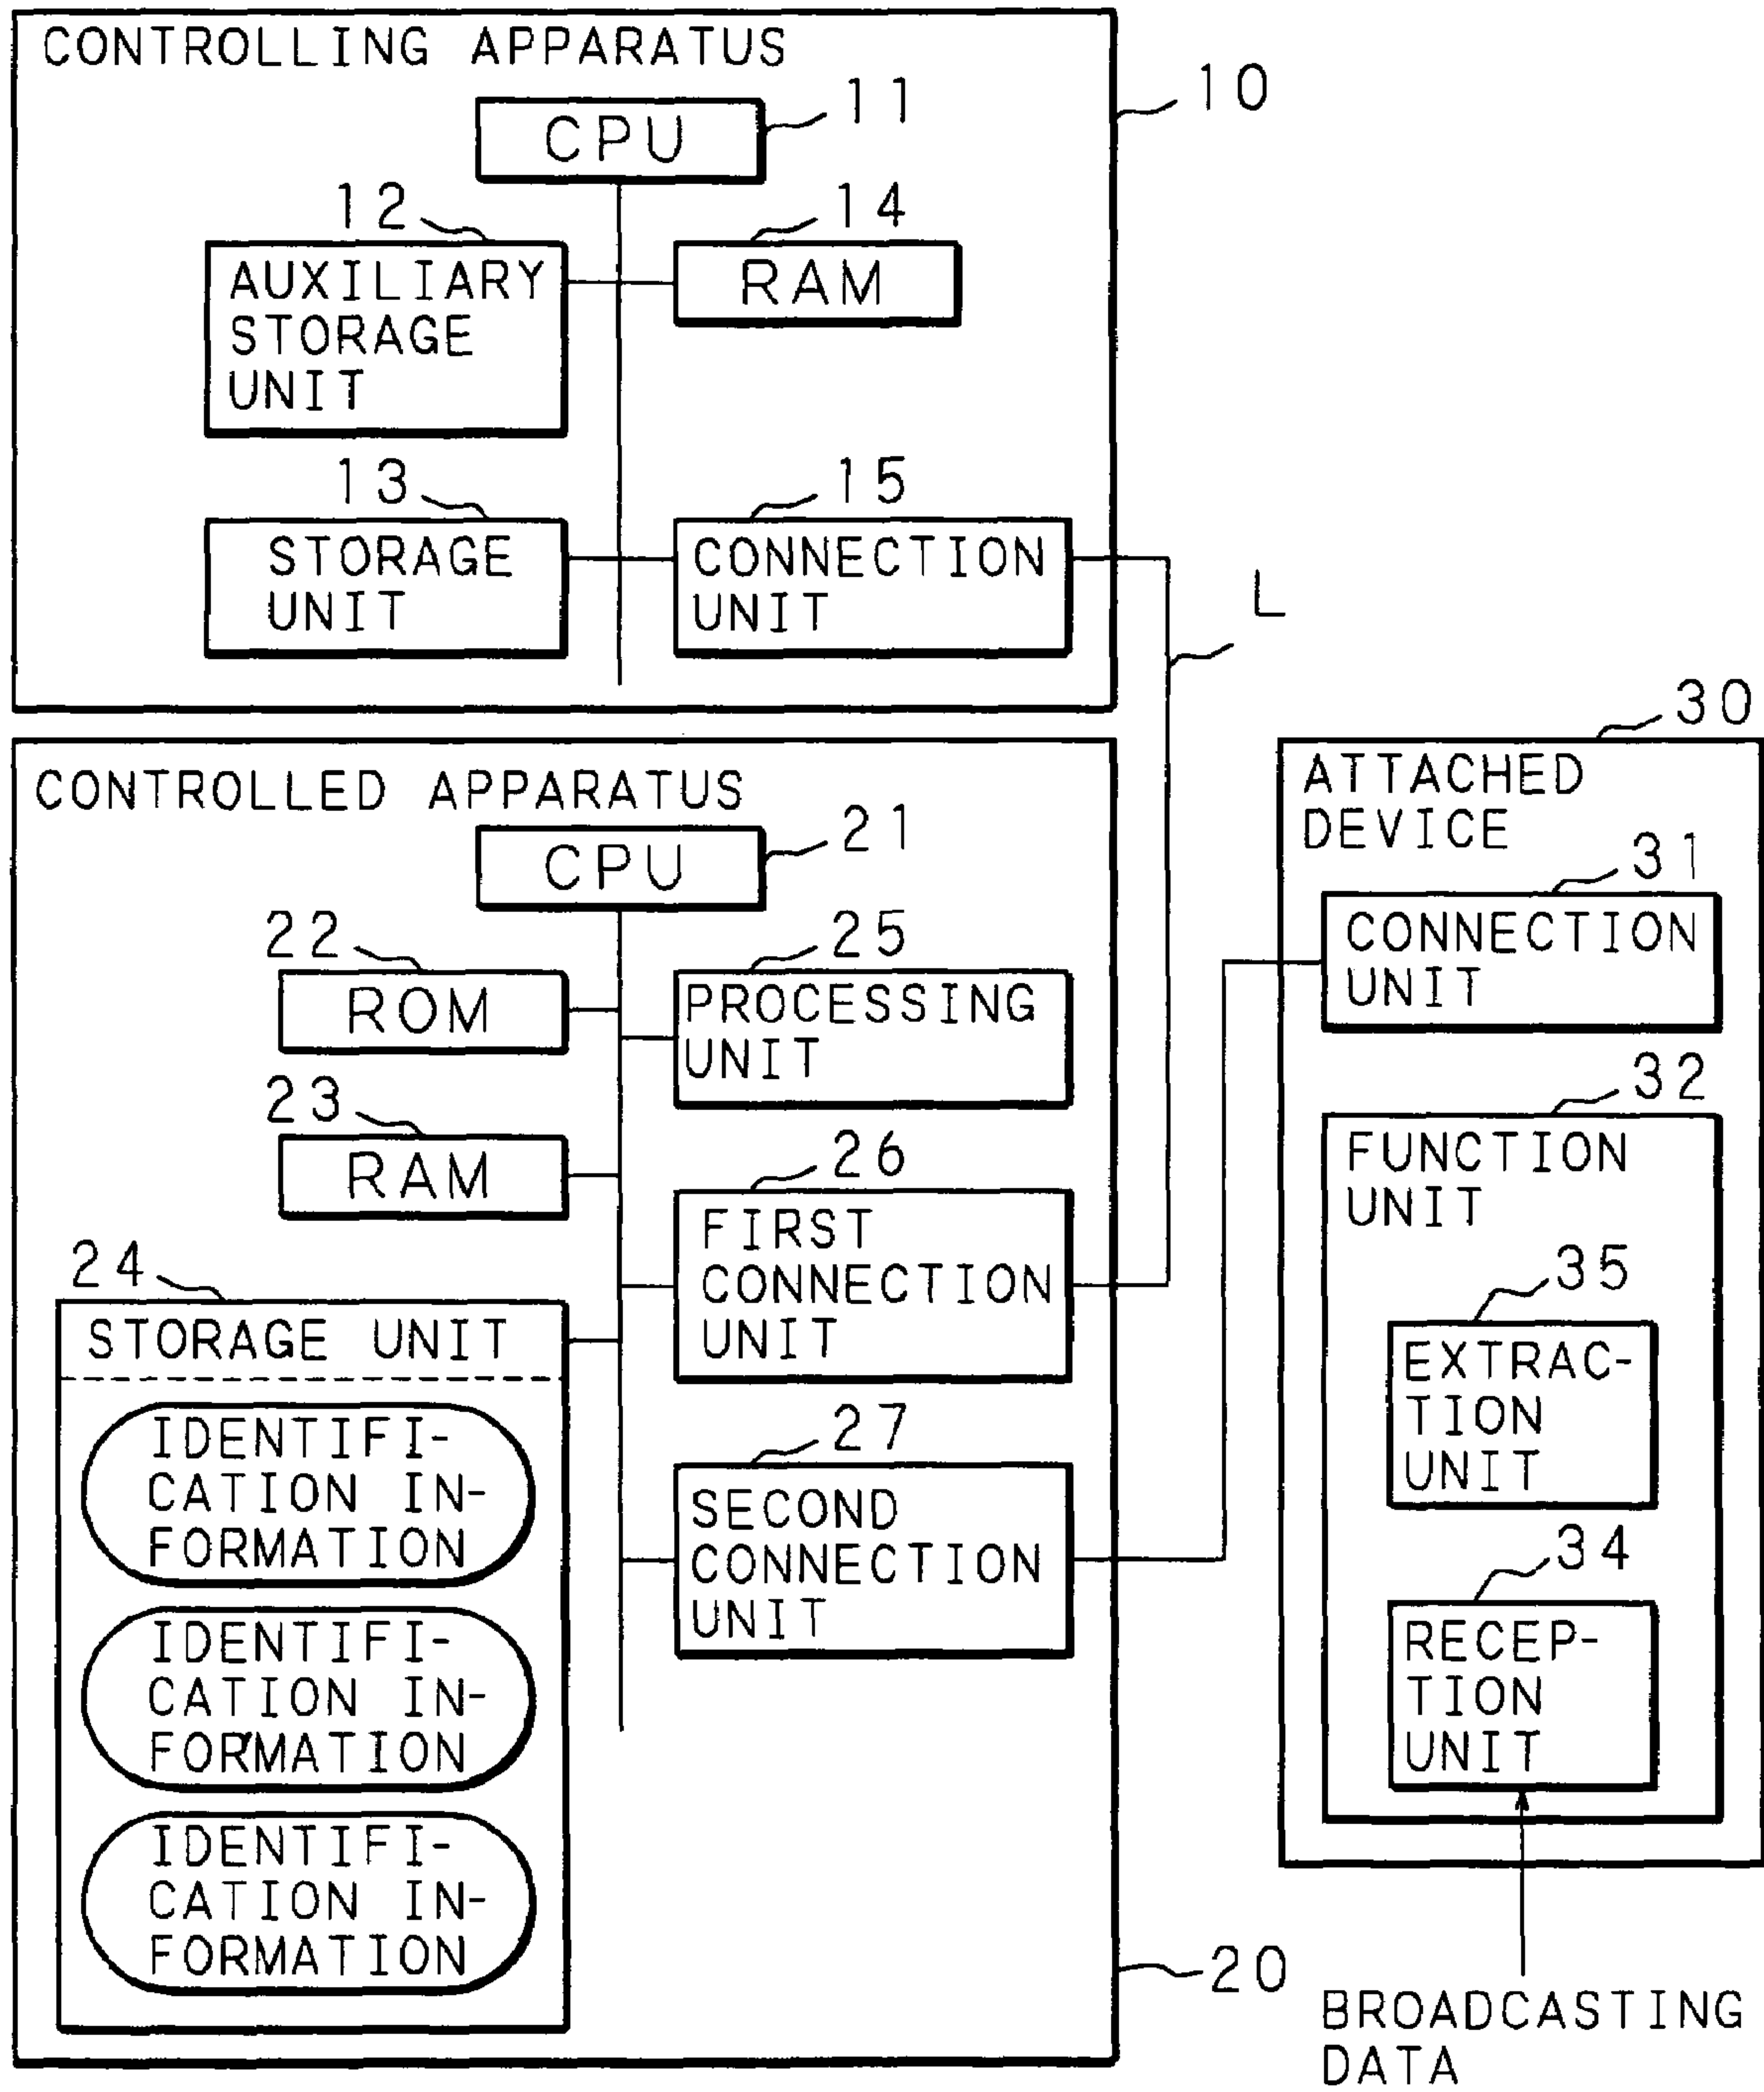 CONTROLLING APPARATUS
10
11
CPU
12
14
AUXILIARY
STORAGE
UNIT
RAM
13
15
STORAGE
UNIT
CONNECTION
UNIT
L
CONTROLLED APPARATUS
21
CPU
22
25
ROM
PROCESSING
UNIT
23
RAM
26
FIRST
CONNECTION
UNIT
24
STORAGE UNIT
IDENTIFI-
CATION IN-
FORMATION
IDENTIFI-
CATION IN-
FORMATION
IDENTIFI-
CATION IN-
FORMATION
27
SECOND
CONNECTION
UNIT
20
30
ATTACHED
DEVICE
31
CONNECTION
UNIT
32
FUNCTION
UNIT
35
EXTRAC-
TION
UNIT
34
RECEP-
TION
UNIT
BROADCASTING
DATA